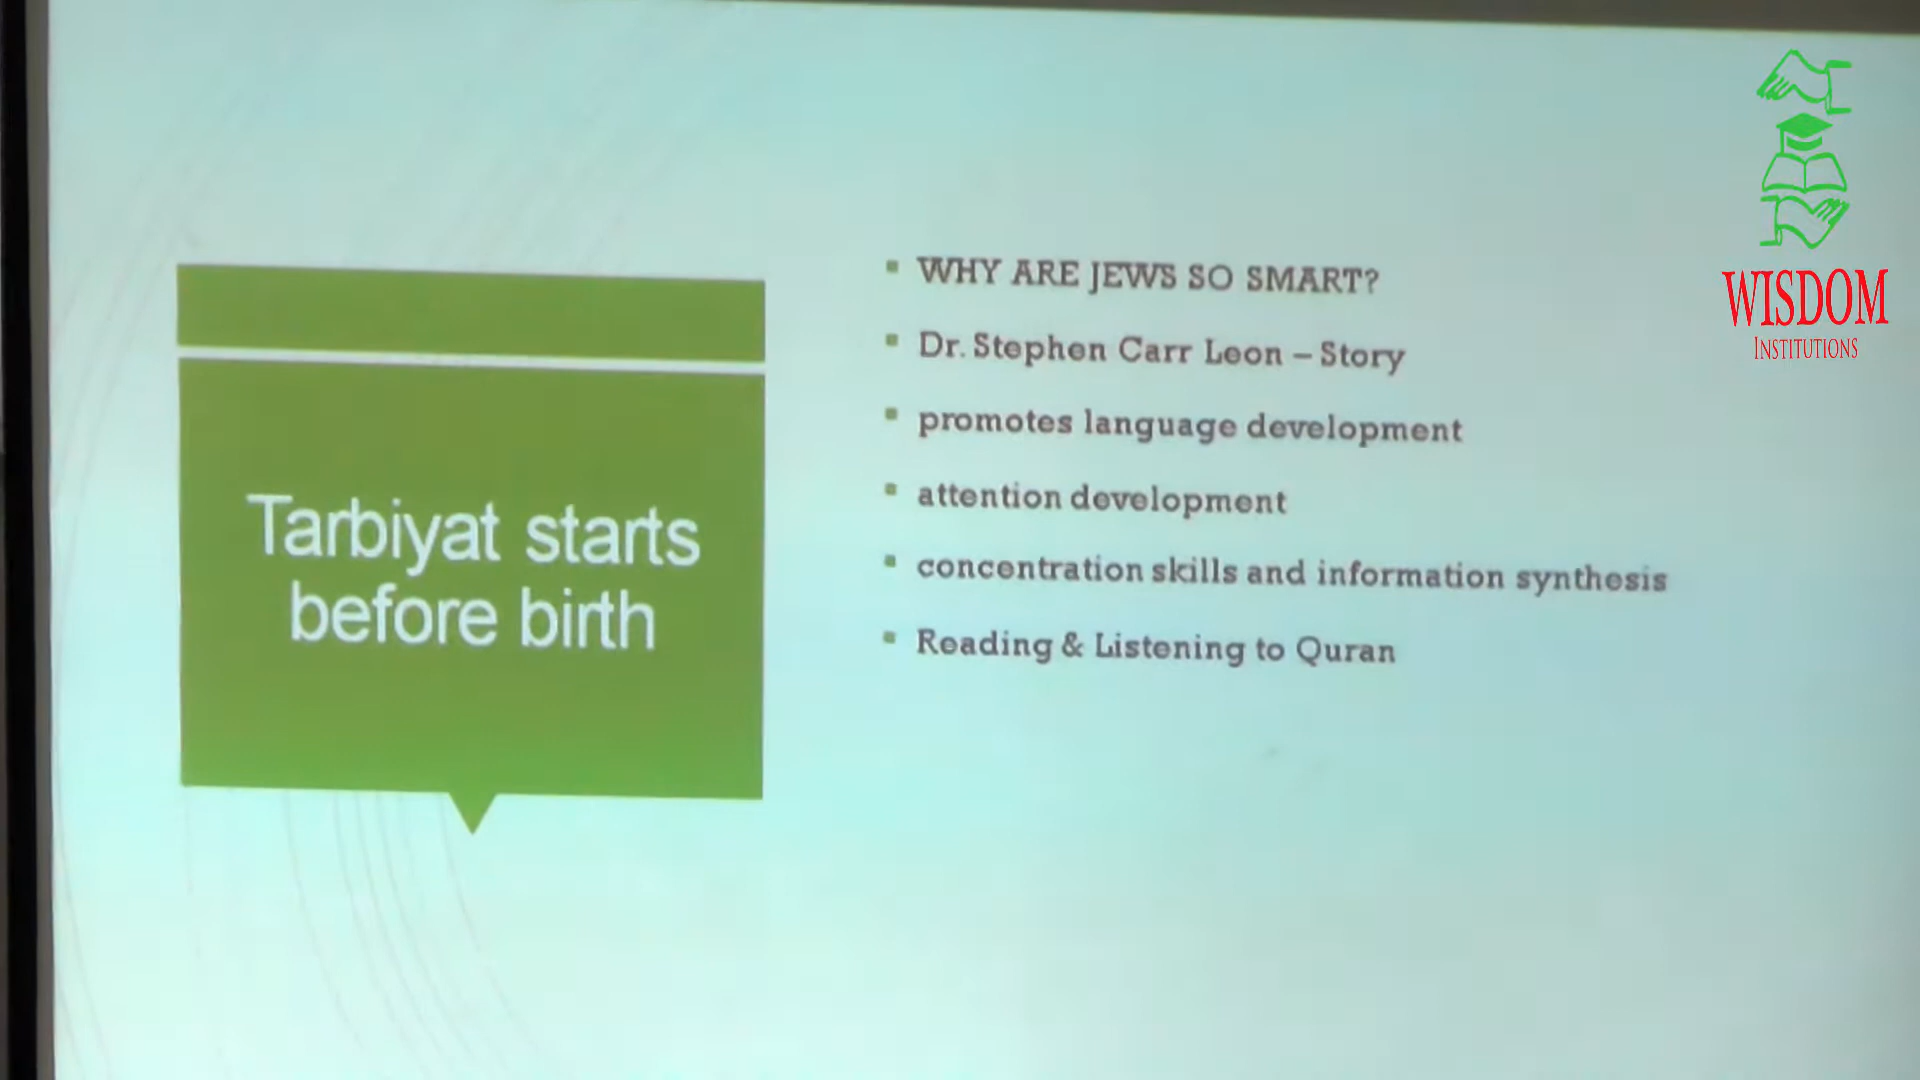 Tarbiyat starts
before birth
WHY ARE JEWS SO SMART?
Dr. Stephen Carr Leon – Story
promotes language development
attention development
concentration skills and information synthesis
Reading & Listening to Quran
WISDOM
INSTITUTIONS